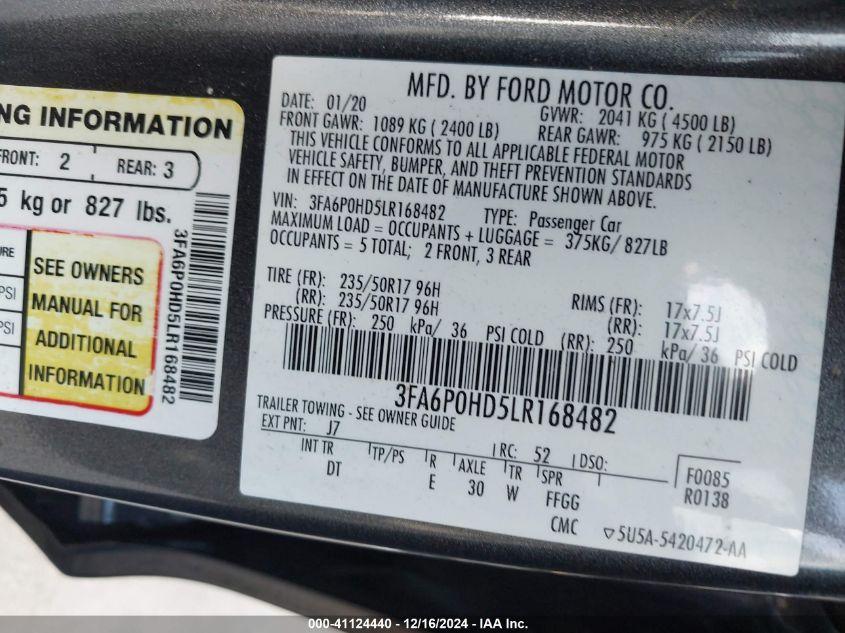 NG INFORMATION
FRONT: 2 REAR: 3
5 kg or 827 lbs.
3FA6P0HD5LR168482
SEE OWNERS
MANUAL FOR
ADDITIONAL
INFORMATION
PSI
PSI
MFD. BY FORD MOTOR CO.
DATE: 01/20 GVWR: 2041 KG ( 4500 LB)
FRONT GAWR: 1089 KG ( 2400 LB) REAR GAWR: 975 KG ( 2150 LB)
THIS VEHICLE CONFORMS TO ALL APPLICABLE FEDERAL MOTOR
VEHICLE SAFETY, BUMPER, AND THEFT PREVENTION STANDARDS
IN EFFECT ON THE DATE OF MANUFACTURE SHOWN ABOVE.
VIN: 3FA6P0HD5LR168482 TYPE: Passenger Car
MAXIMUM LOAD = OCCUPANTS + LUGGAGE = 375KG/827LB
OCCUPANTS = 5 TOTAL; 2 FRONT, 3 REAR
TIRE (FR): 235/50R17 96H RIMS (FR): 17x7.5J
(RR): 235/50R17 96H (RR): 17x7.5J
PRESSURE (FR): 250 kPa/ 36 PSI COLD (RR): 250 kPa/ 36 PSI COLD
3FA6P0HD5LR168482
TRAILER TOWING - SEE OWNER GUIDE
EXT PNT: J7 RC: 52 DSO:
INT TR TP/PS R AXLE TR SPR
DT E 30 W FFGG
CMC
F0085
R0138
5U5A-5420472-AA
000-41124440 - 12/16/2024 - IAA Inc.